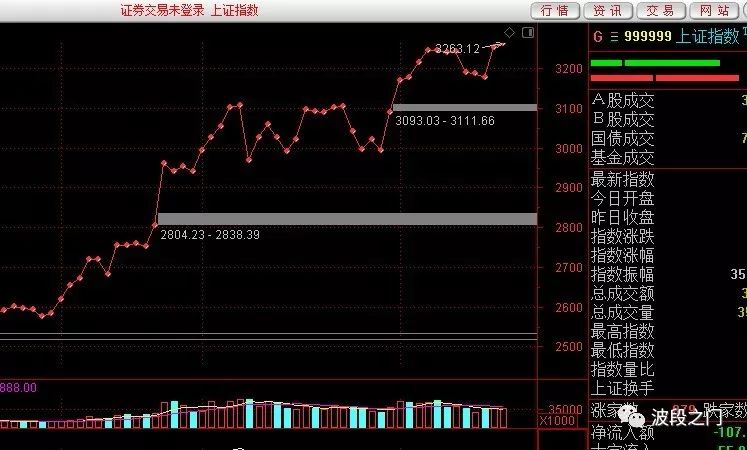 证券交易未登录 上证指数
行情 资讯 交易 网站
G 999999 上证指数
3263.12
3200
3100
3093.03 - 3111.66
3000
2900
2800
2804.23 - 2838.39
2700
2600
2500
888.00
35000
X1000
A股成交
B股成交
国债成交
基金成交
最新指数
今日开盘
昨日收盘
指数涨跌
指数涨幅
指数振幅 35
总成交额
总成交量
最高指数
最低指数
指数量比
上证换手
涨家数 跌家数
波段之门
净流入额 -107.